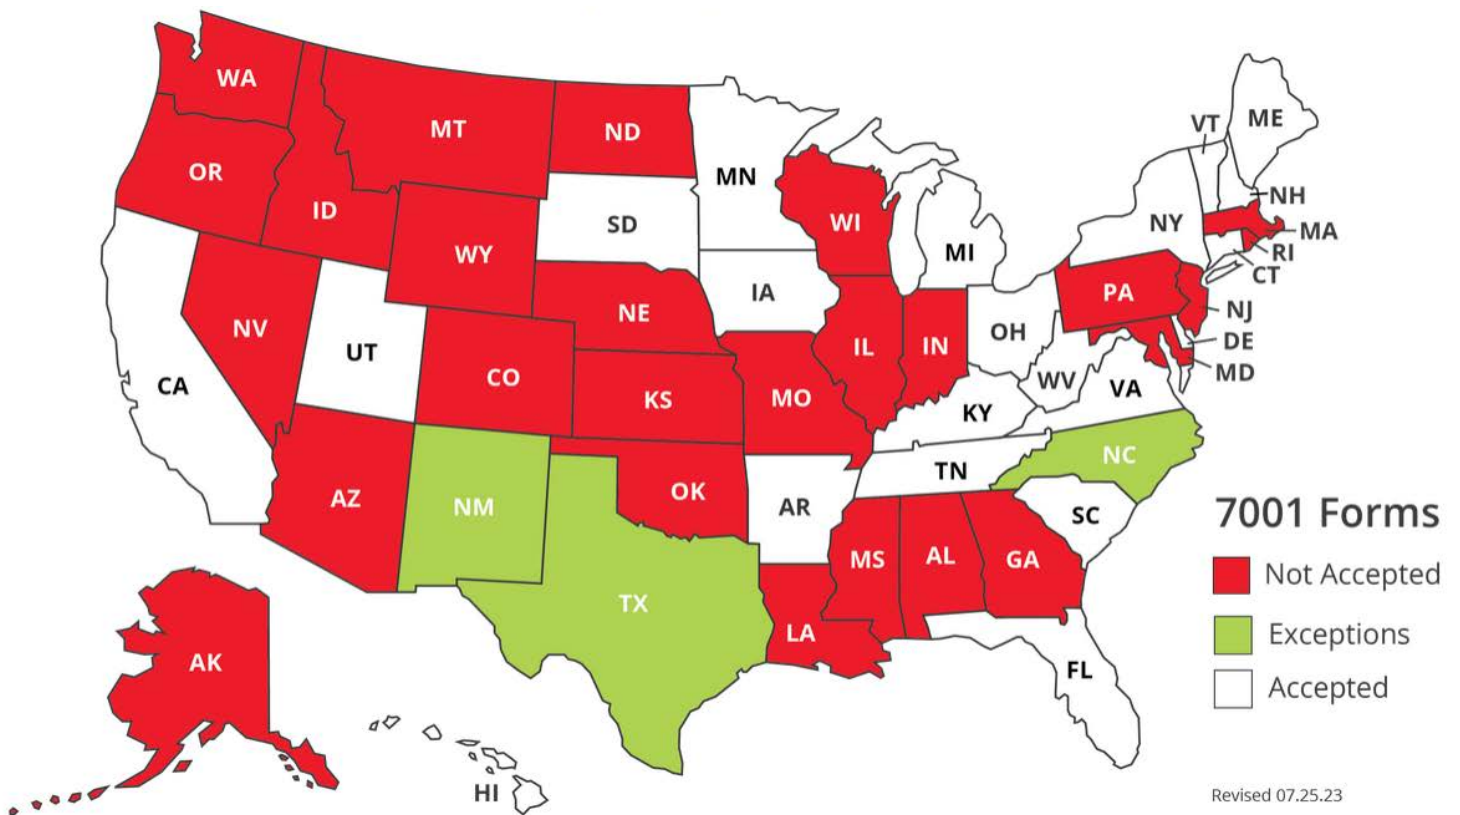 WA
MT
ND
MN
VT
ME
OR
ID
SD
WI
NH
NY
MA
WY
MI
RI
CT
IA
PA
NE
NJ
NV
OH
DE
UT
IL
IN
MD
CO
WV
CA
KS
MO
VA
KY
NC
TN
AZ
OK
NM
AR
SC
7001 Forms
MS
AL
GA
Not Accepted
TX
LA
Exceptions
AK
FL
Accepted
HI
Revised 07.25.23